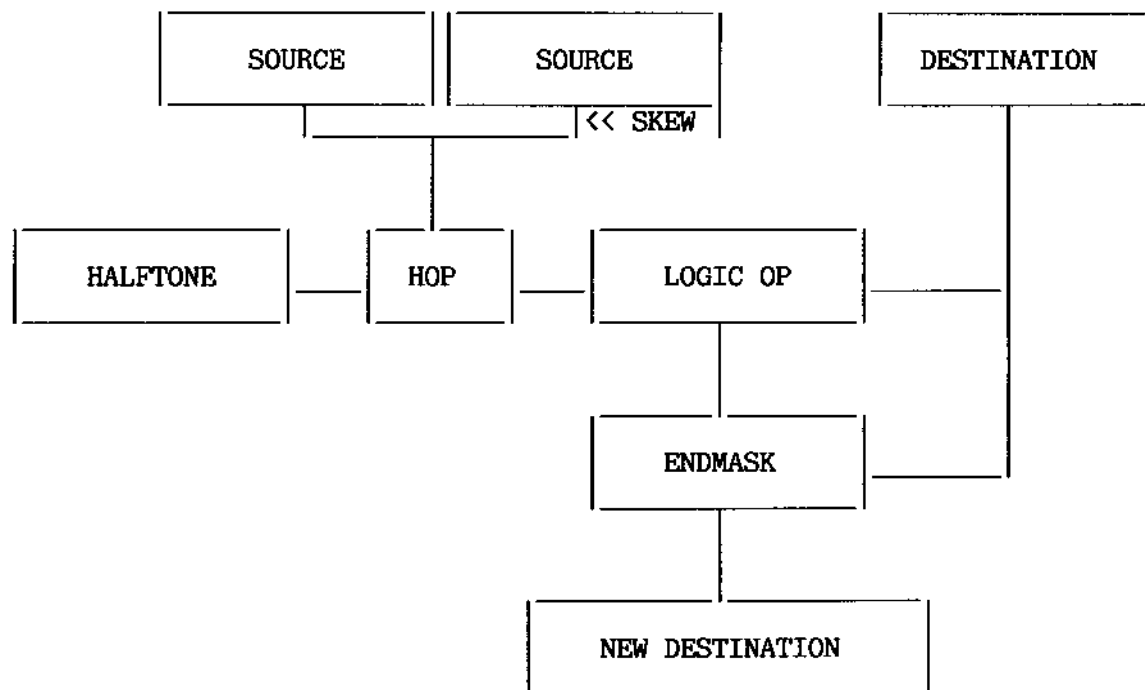 SOURCE SOURCE DESTINATION
<< SKEW
HALFTONE HOP LOGIC OP
ENDMASK
NEW DESTINATION